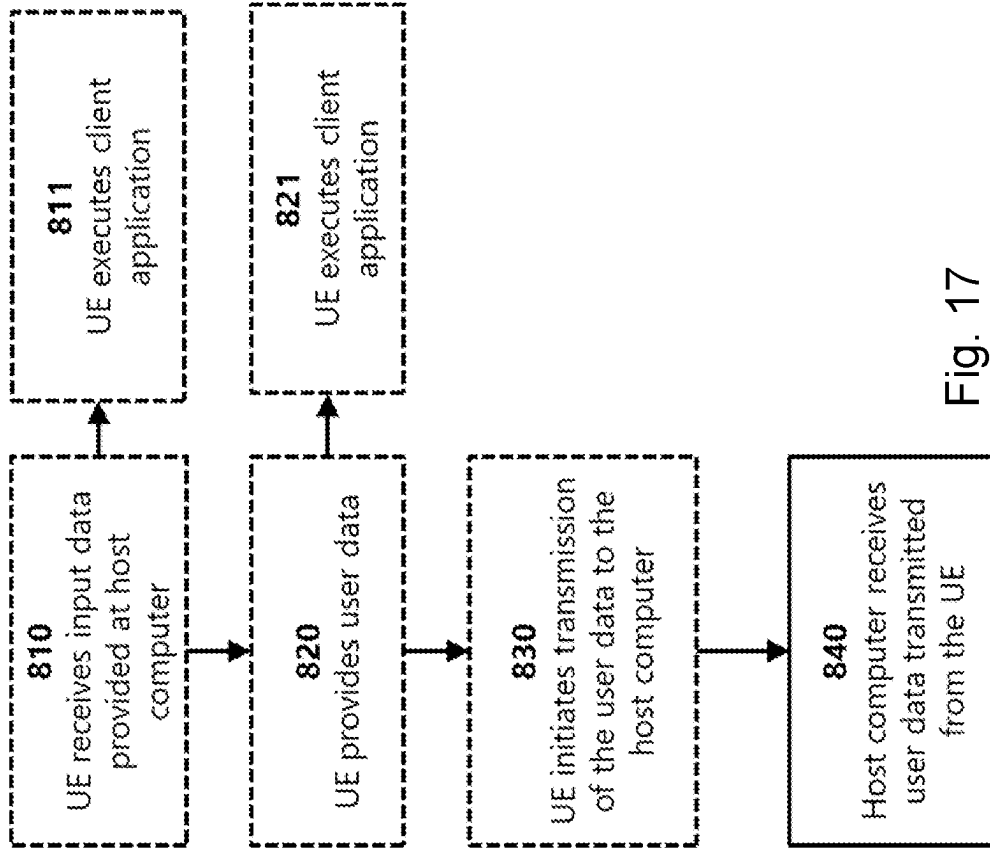 810
UE receives input data
provided at host
computer
811
UE executes client
application
820
UE provides user data
821
UE executes client
application
830
UE initiates transmission
of the user data to the
host computer
840
Host computer receives
user data transmitted
from the UE
Fig. 17